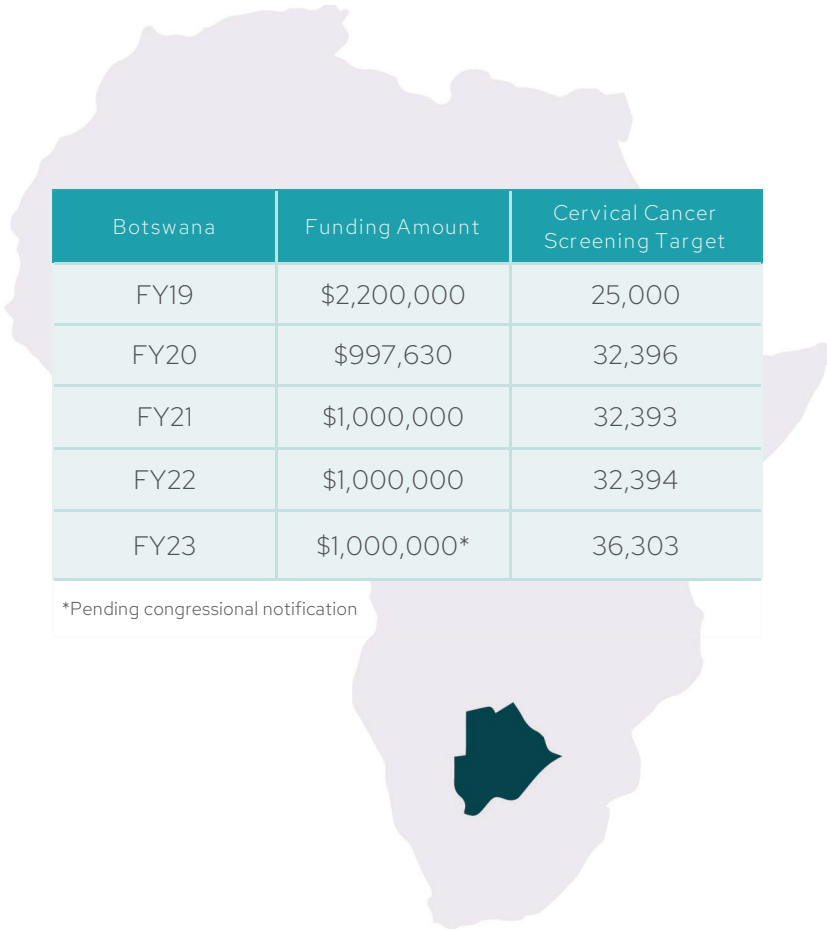 Botswana Funding Amount Cervical Cancer Screening Target
FY19 $2,200,000 25,000
FY20 $997,630 32,396
FY21 $1,000,000 32,393
FY22 $1,000,000 32,394
FY23 $1,000,000* 36,303
*Pending congressional notification